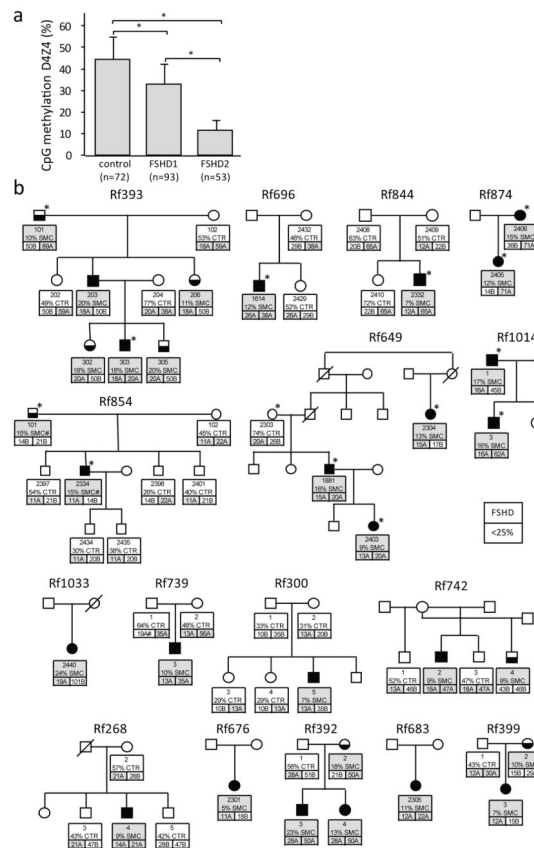 a
CpG methylation D4Z4 (%)
60
50
40
30
20
10
0
* * *
control FSHD1 FSHD2
(n=72) (n=93) (n=53)
b
Rf393
101
10% SMC
50B 89A
102
53% CTR
18A 59A
202
49% CTR
50B 59A
203
20% SMC
18A 50B
204
77% CTR
20A 38A
206
11% SMC
18A 50B
302
18% SMC
20A 50B
303
18% SMC
18A 20A
305
20% SMC
20A 50B
Rf696
2432
48% CTR
29B 38A
1614
12% SMC
26A 38A
2429
52% CTR
26A 29B
Rf844
2408
63% CTR
20B 65A
2409
51% CTR
12A 22B
2410
72% CTR
22B 65A
2332
7% SMC
12A 65A
Rf874
2406
15% SMC
36B 71A
2405
12% SMC
14B 71A
Rf649
2303
74% CTR
20A 26B
2304
13% SMC
15A 17B
1881
16% SMC
15A 20A
2403
9% SMC
13A 20A
Rf1014
1
17% SMC
16A 45B
3
16% SMC
16A 62A
Rf854
101
15% SMC#
14B 21B
102
45% CTR
11A 22A
2397
54% CTR
11A 21B
2334
15% SMC#
11A 14B
2398
26% CTR
14B 22A
2401
40% CTR
11A 21B
2434
30% CTR
11A 20B
2435
38% CTR
11A 20B
FSHD
<25%
Rf1033
2440
24% SMC
19A 101B
Rf739
1
64% CTR
19A# 35A
2
48% CTR
13A 56A
3
10% SMC
13A 35A
Rf300
1
33% CTR
10B 35B
2
31% CTR
13A 20B
3
29% CTR
10B 13A
4
29% CTR
10B 13A
5
7% SMC
13A 35B
Rf742
1
52% CTR
13A 46B
2
9% SMC
18A 47A
3
47% CTR
18A 47A
4
9% SMC
43B 46B
Rf268
2
57% CTR
21A 28B
3
43% CTR
21A 47B
4
9% SMC
14A 21A
5
42% CTR
28B 47B
Rf676
2301
5% SMC
11A 16B
Rf392
1
56% CTR
28A 51B
2
18% SMC
21B 50A
3
23% SMC
28A 50A
4
13% SMC
28A 50A
Rf683
2305
11% SMC
12A 22A
Rf399
1
43% CTR
12A 30A
2
10% SM
15B
3
7% SMC
12A 15B